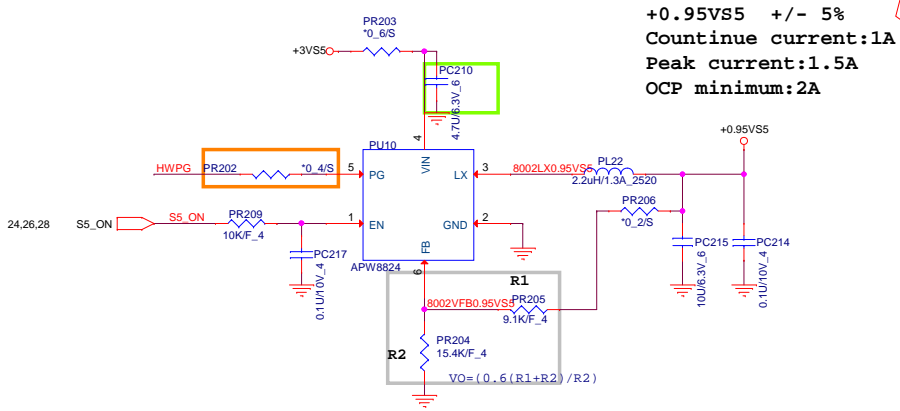 +0.95VS5 +/- 5%
Countinue current:1A
Peak current:1.5A
OCP minimum:2A
PR203
*0_6/S
+3VS5
PC210
4.7U/6.3V_6
+0.95VS5
4
PU10
VIN
HWPG
PR202
*0_4/S
5
PG
LX
3
8002LX0.95VS5
PL22
2.2uH/1.3A_2520
PR206
*0_2/S
24,26,28
S5_ON
S5_ON
PR209
10K/F_4
1
EN
GND
2
FB
PC217
0.1U/10V_4
PC215
10U/6.3V_6
PC214
0.1U/10V_4
APW8824
6
R1
8002VFB0.95VS5
PR205
9.1K/F_4
R2
PR204
15.4K/F_4
VO=(0.6(R1+R2)/R2)